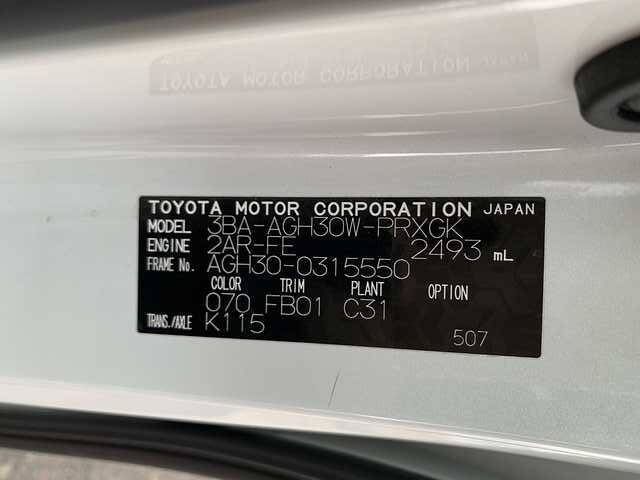 TOYOTA MOTOR CORPORATION JAPAN
MODEL 3BA-AGH30W-PRXGK
ENGINE 2AR-FE 2493 mL
FRAME No. AGH30-0315550
COLOR TRIM PLANT OPTION
070 FB01 C31
TRANS./AXLE K115
507